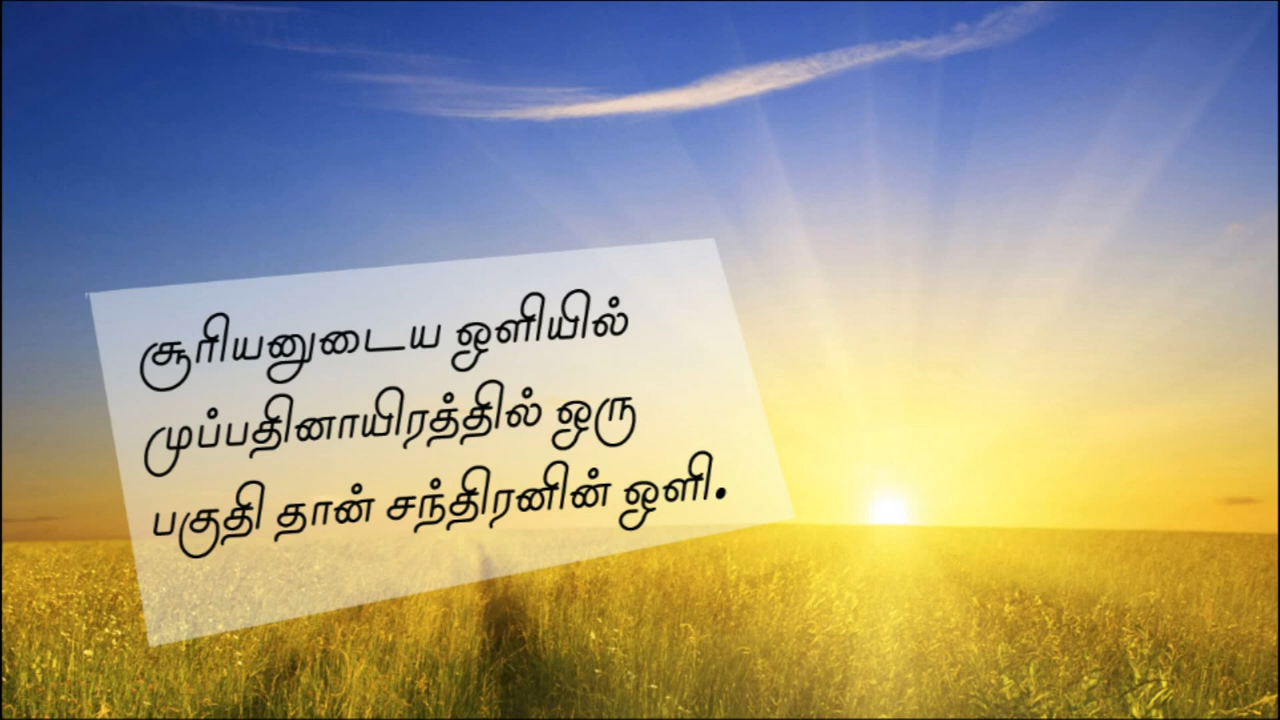 சூரியனுடைய ஒளியில்
முப்பதினாயிரத்தில் ஒரு
பகுதி தான் சந்திரனின் ஒளி.